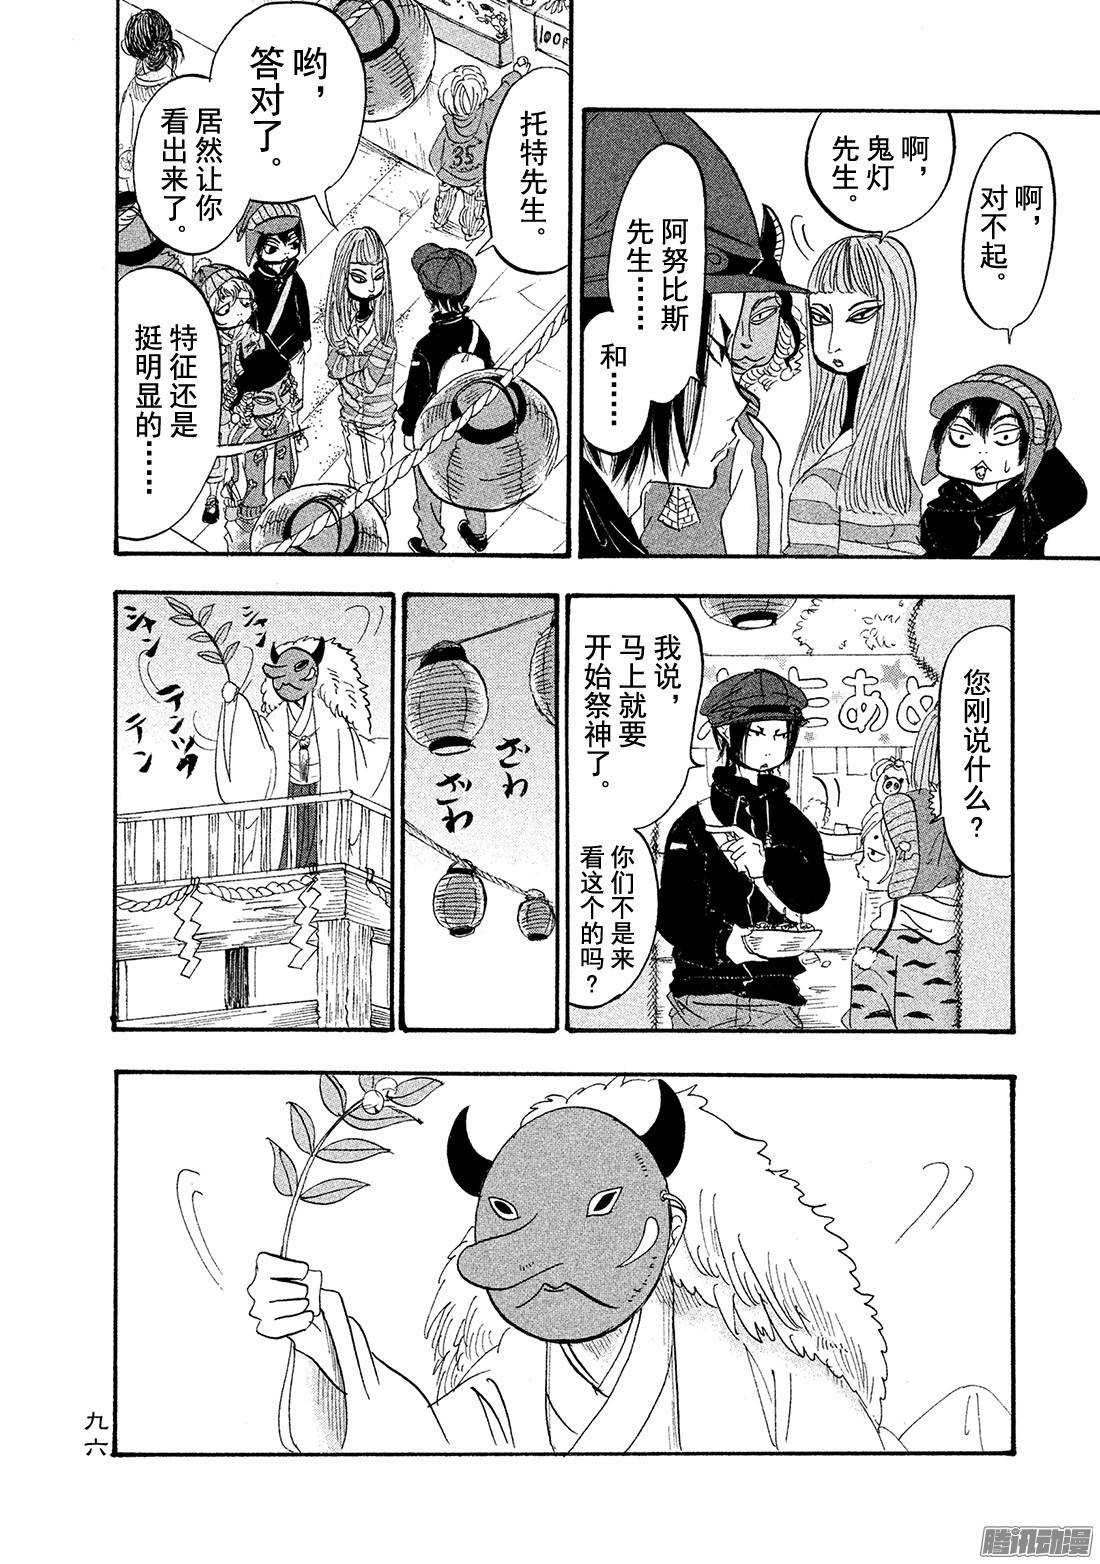 啊，
对不起。
啊，
鬼灯
先生。
阿努比斯
先生……
和……
托特先生。
哟，
答对了。
居然让你
看出来了。
特征还是
挺明显的……
100F
35
您刚说什么？
我说，
马上就要
开始祭神了。
你们不是来
看这个的吗？
ざわ
ざわ
シャン
シャン
テンツク
テン
九六
腾讯动漫